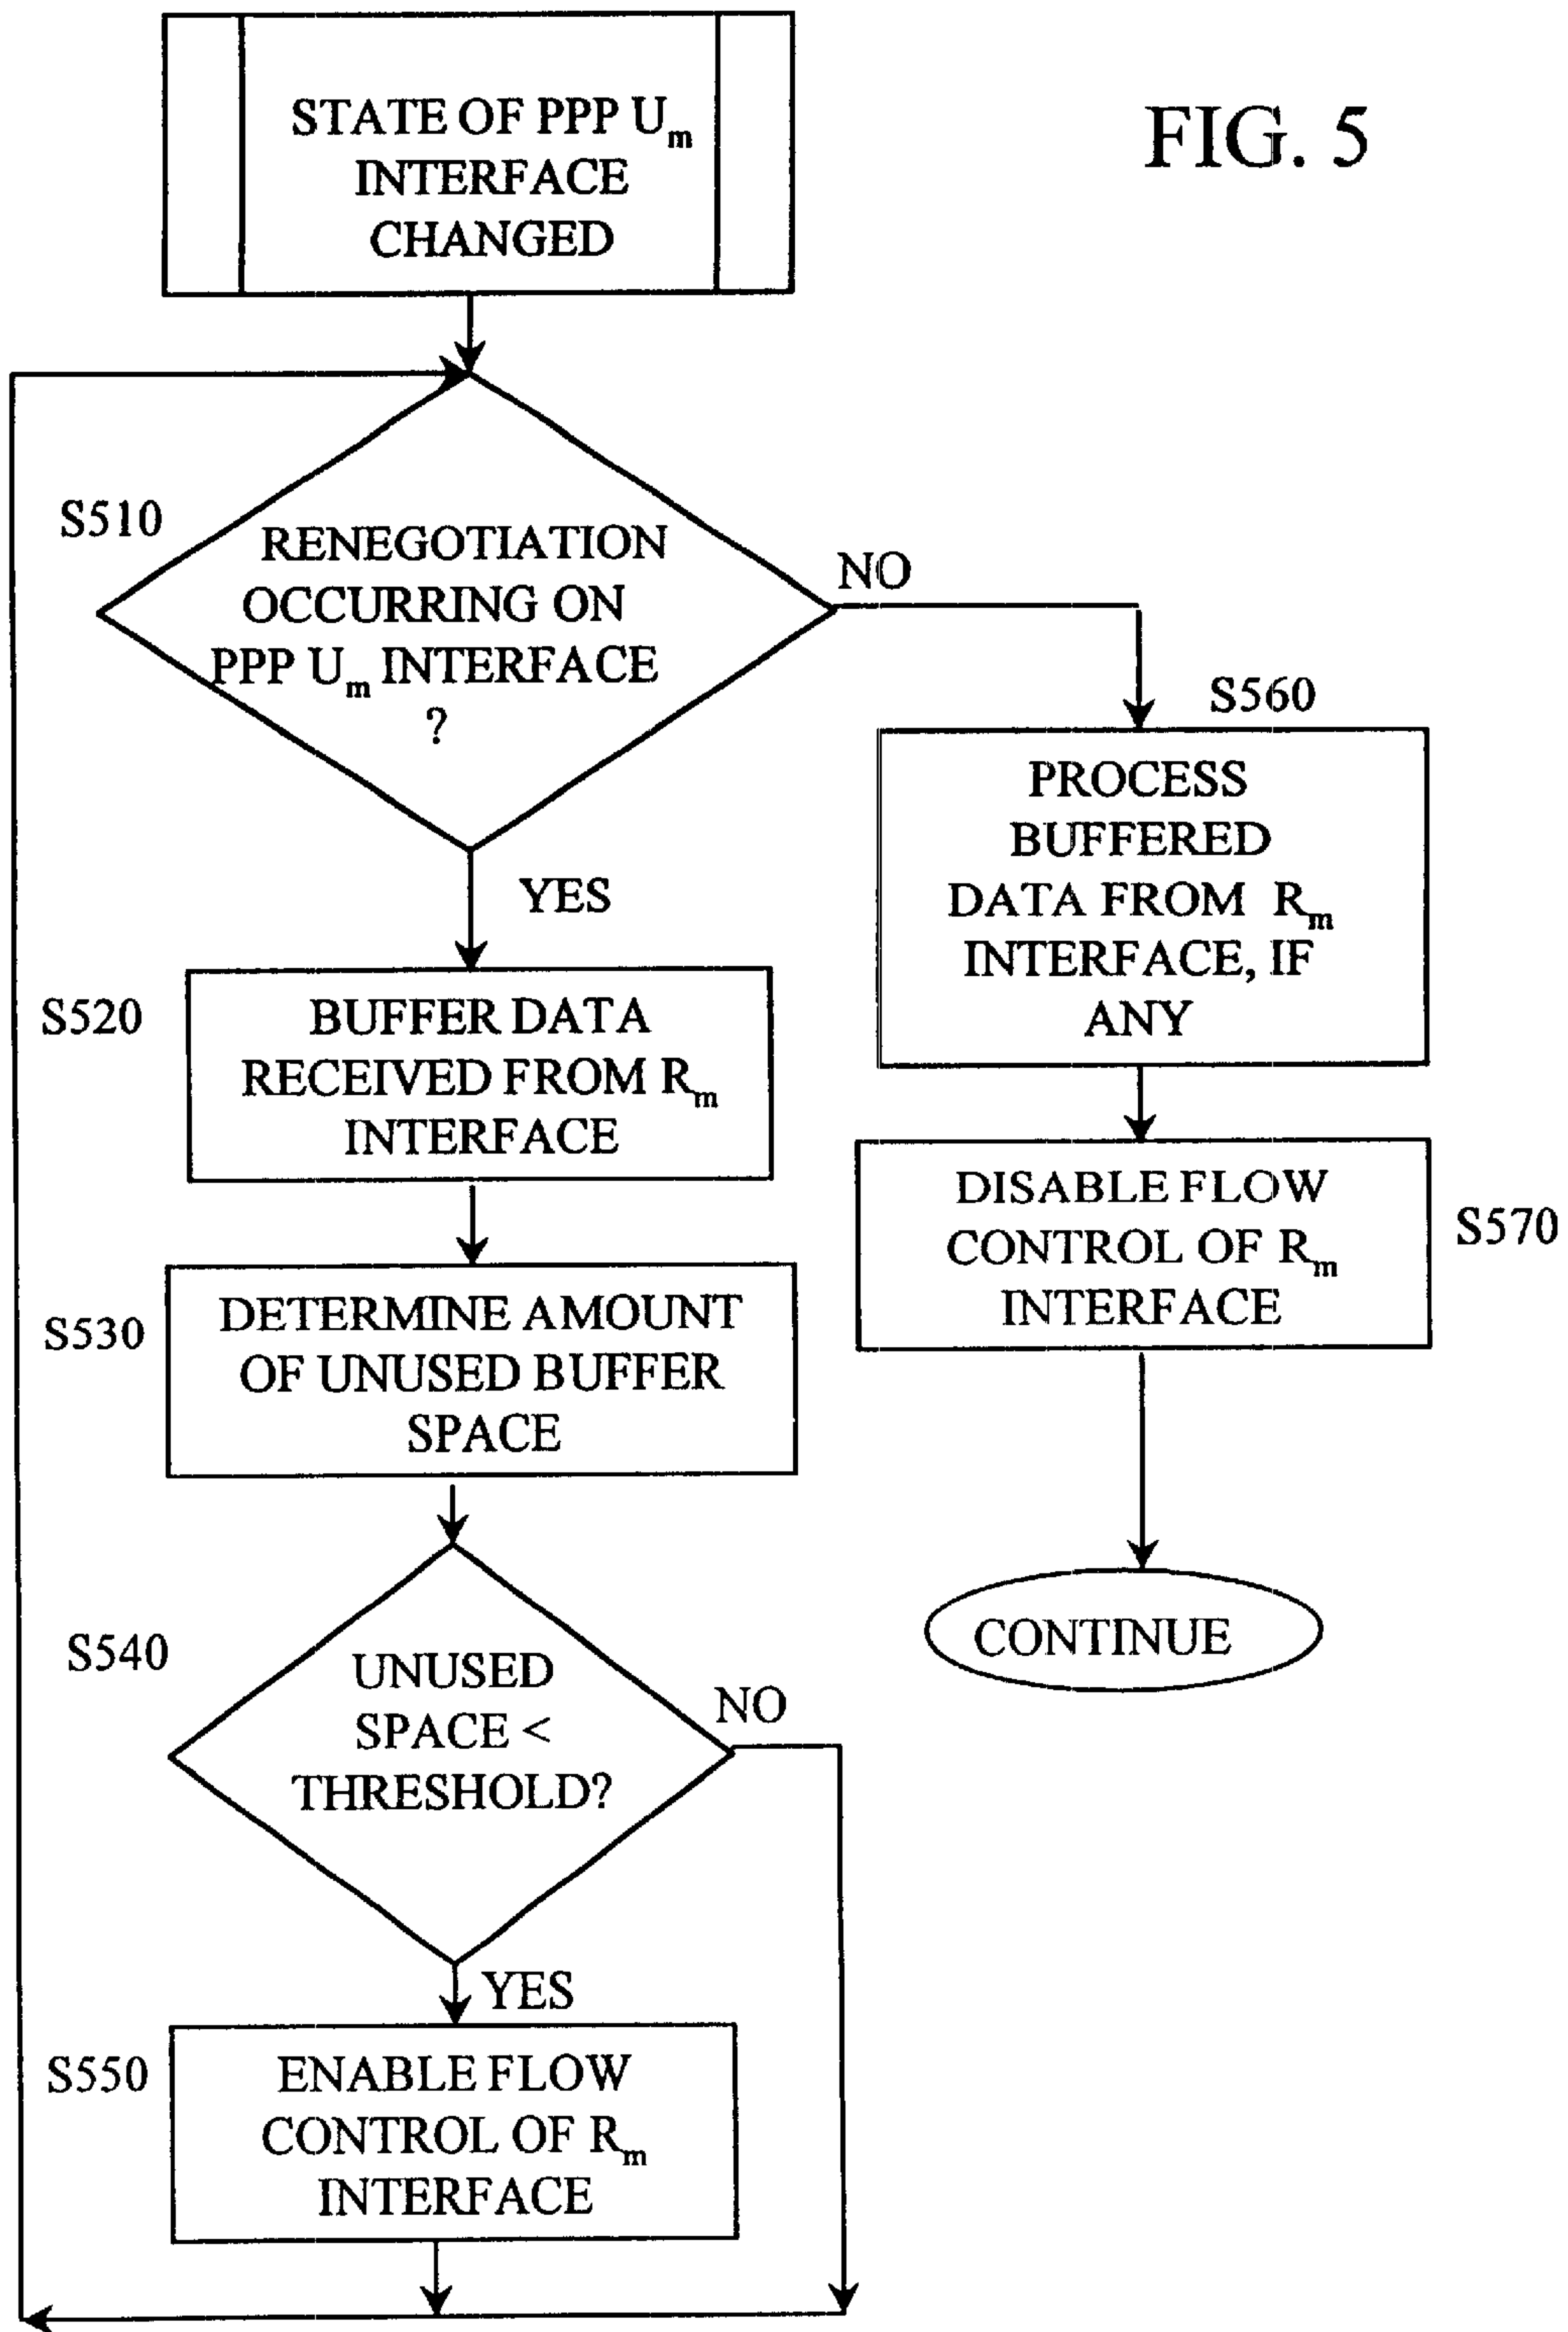 FIG. 5
STATE OF PPP Um
INTERFACE
CHANGED
S510
RENEGOTIATION
OCCURRING ON
PPP Um INTERFACE
?
NO
YES
S520
BUFFER DATA
RECEIVED FROM Rm
INTERFACE
S530
DETERMINE AMOUNT
OF UNUSED BUFFER
SPACE
S540
UNUSED
SPACE <
THRESHOLD?
NO
YES
S550
ENABLE FLOW
CONTROL OF Rm
INTERFACE
S560
PROCESS
BUFFERED
DATA FROM Rm
INTERFACE, IF
ANY
DISABLE FLOW
CONTROL OF Rm
INTERFACE
S570
CONTINUE